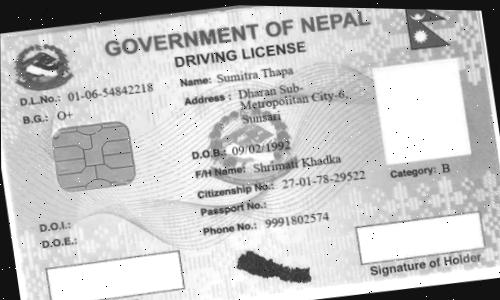 GOVERNMENT OF NEPAL
DRIVING LICENSE
D.L.No.: 01-06-54842218
B.G.: O+
Name: Sumitra Thapa
Address : Dharan Sub-
Metropolitan City-6,
Sunsari
D.O.B.: 09/02/1992
F/H Name: Shrimati Khadka
Citizenship No.: 27-01-78-29522
Passport No.:
Phone No.: 9991802574
Category: B
D.O.I.:
D.O.E.:
Signature of Holder